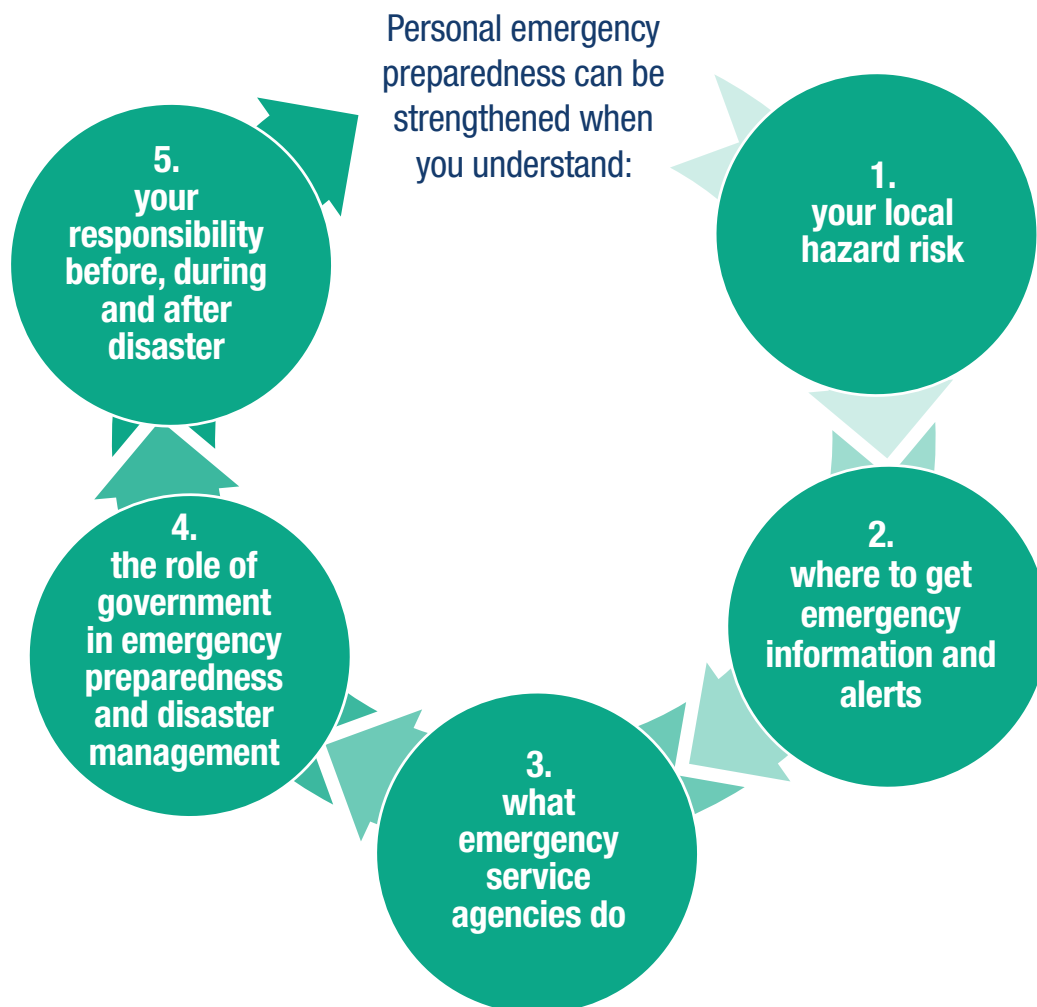 Personal emergency
preparedness can be
strengthened when
you understand:
1.
your local
hazard risk
2.
where to get
emergency
information and
alerts
3.
what
emergency
service
agencies do
4.
the role of
government
in emergency
preparedness
and disaster
management
5.
your
responsibility
before, during
and after
disaster